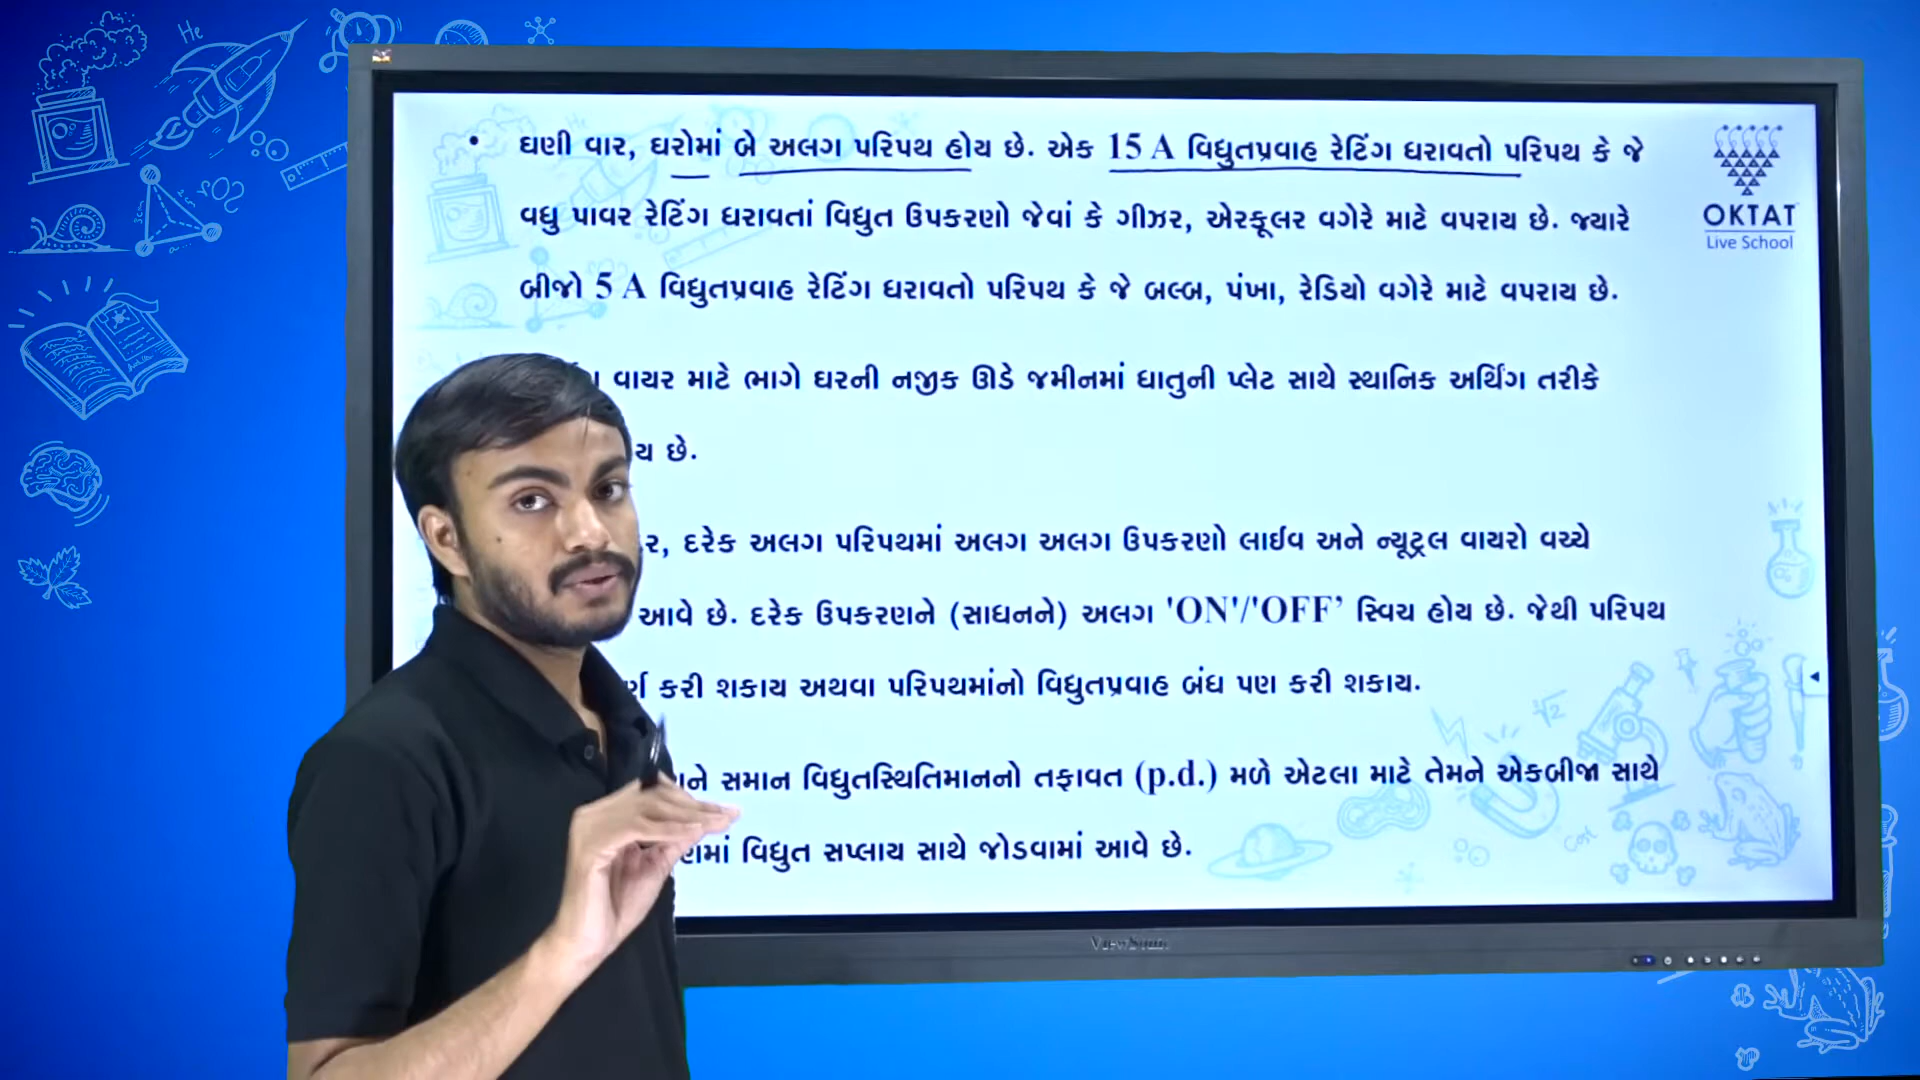 • ઘણી વાર, ઘરોમાં બે અલગ પરિપથ હોય છે. એક 15 A વિદ્યુતપ્રવાહ રેટિંગ ધરાવતો પરિપથ કે જે
વધુ પાવર રેટિંગ ધરાવતાં વિદ્યુત ઉપકરણો જેવાં કે ગીઝર, એરકૂલર વગેરે માટે વપરાય છે. જ્યારે
બીજો 5 A વિદ્યુતપ્રવાહ રેટિંગ ધરાવતો પરિપથ કે જે બલ્બ, પંખા, રેડિયો વગેરે માટે વપરાય છે.
વાયર માટે ભાગે ઘરની નજીક ઊંડે જમીનમાં ધાતુની પ્લેટ સાથે સ્થાનિક અર્થિંગ તરીકે
છે.
દરેક અલગ પરિપથમાં અલગ અલગ ઉપકરણો લાઈવ અને ન્યૂટ્રલ વાયરો વચ્ચે
આવે છે. દરેક ઉપકરણને (સાધનને) અલગ 'ON'/'OFF’ સ્વિચ હોય છે. જેથી પરિપથ
કરી શકાય અથવા પરિપથમાંનો વિદ્યુતપ્રવાહ બંધ પણ કરી શકાય.
સમાન વિદ્યુતસ્થિતિમાનનો તફાવત (p.d.) મળે એટલા માટે તેમને એકબીજા સાથે
વિદ્યુત સપ્લાય સાથે જોડવામાં આવે છે.
OKTAT
Live School
ViewSonic
He